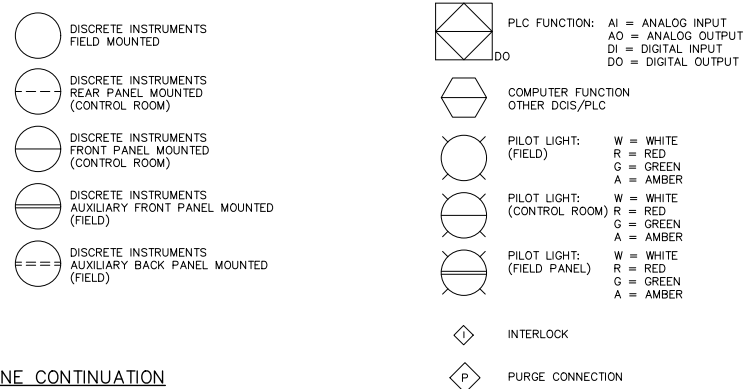 DISCRETE INSTRUMENTS
FIELD MOUNTED
DISCRETE INSTRUMENTS
REAR PANEL MOUNTED
(CONTROL ROOM)
DISCRETE INSTRUMENTS
FRONT PANEL MOUNTED
(CONTROL ROOM)
DISCRETE INSTRUMENTS
AUXILIARY FRONT PANEL MOUNTED
(FIELD)
DISCRETE INSTRUMENTS
AUXILIARY BACK PANEL MOUNTED
(FIELD)
NE CONTINUATION
DO
PLC FUNCTION: AI = ANALOG INPUT
AO = ANALOG OUTPUT
DI = DIGITAL INPUT
DO = DIGITAL OUTPUT
COMPUTER FUNCTION
OTHER DCIS/PLC
PILOT LIGHT: W = WHITE
(FIELD) R = RED
G = GREEN
A = AMBER
PILOT LIGHT: W = WHITE
(CONTROL ROOM) R = RED
G = GREEN
A = AMBER
PILOT LIGHT: W = WHITE
(FIELD PANEL) R = RED
G = GREEN
A = AMBER
I INTERLOCK
P PURGE CONNECTION